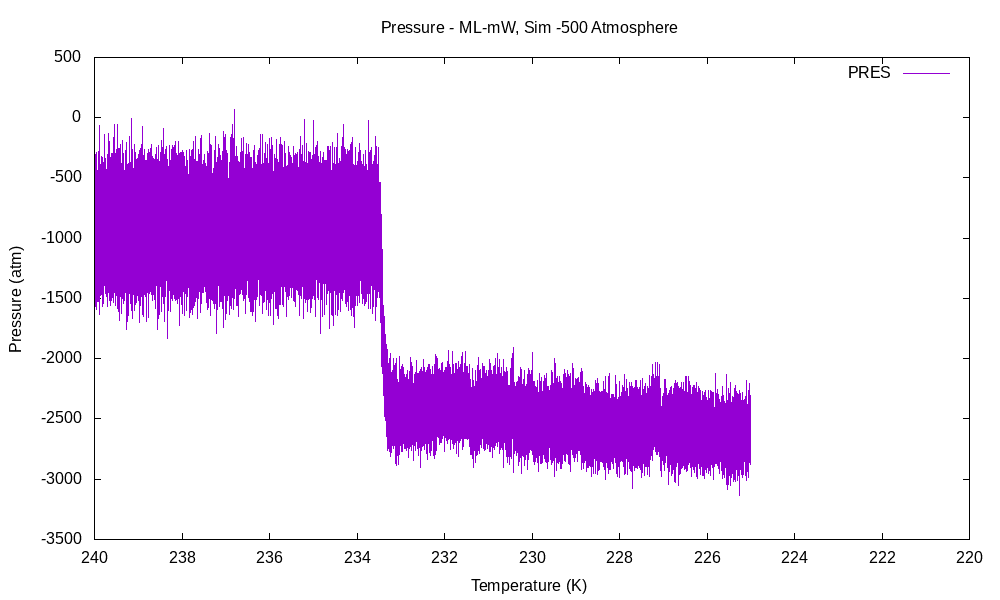 Pressure - ML-mW, Sim -500 Atmosphere
PRES
500
0
-500
-1000
-1500
-2000
-2500
-3000
-3500
Pressure (atm)
240 238 236 234 232 230 228 226 224 222 220
Temperature (K)